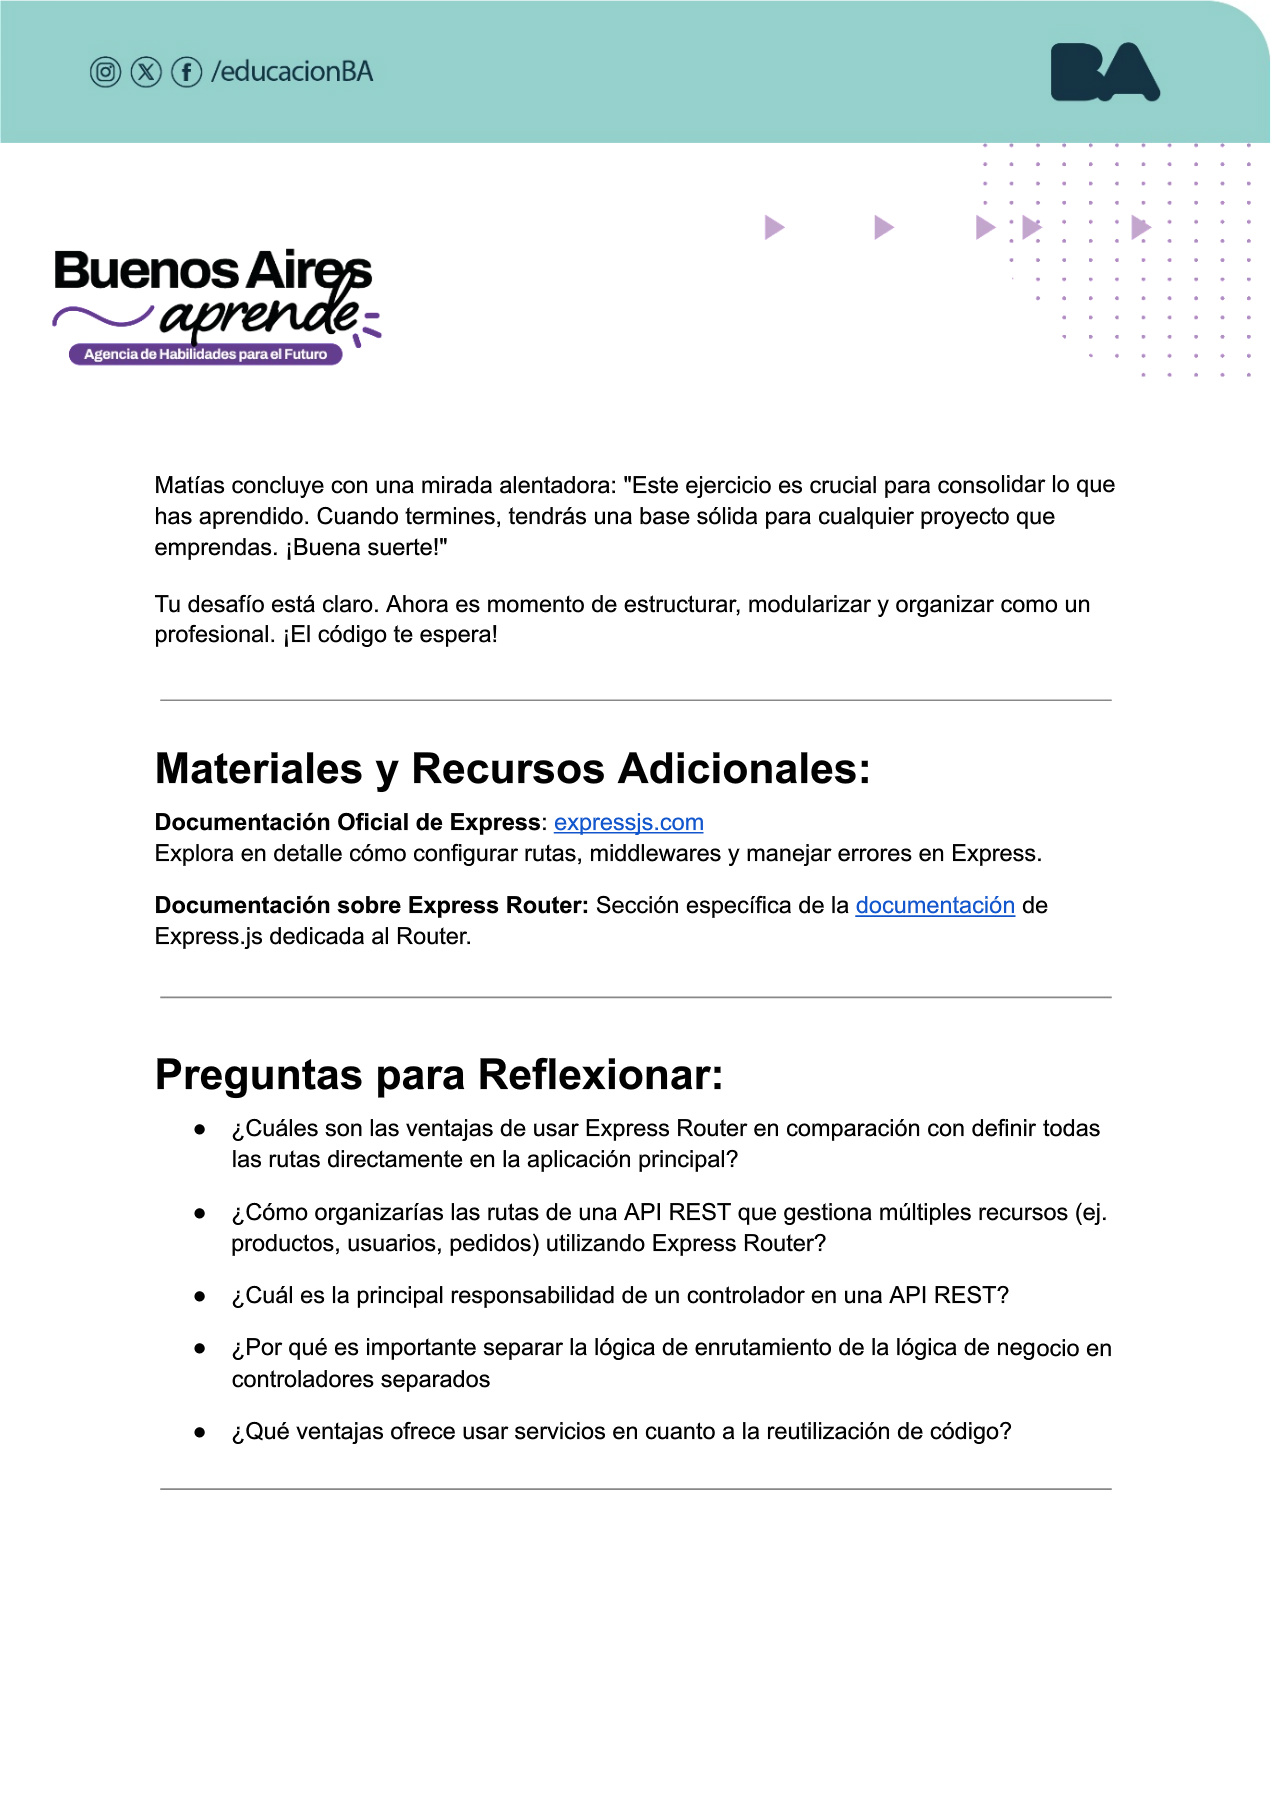 /educacionBA
BA
Buenos Aires
aprende
Agencia de Habilidades para el Futuro
Matías concluye con una mirada alentadora: "Este ejercicio es crucial para consolidar lo que
has aprendido. Cuando termines, tendrás una base sólida para cualquier proyecto que
emprendas. ¡Buena suerte!"
Tu desafío está claro. Ahora es momento de estructurar, modularizar y organizar como un
profesional. ¡El código te espera!
Materiales y Recursos Adicionales:
Documentación Oficial de Express: expressjs.com
Explora en detalle cómo configurar rutas, middlewares y manejar errores en Express.
Documentación sobre Express Router: Sección específica de la documentación de
Express.js dedicada al Router.
Preguntas para Reflexionar:
● ¿Cuáles son las ventajas de usar Express Router en comparación con definir todas
las rutas directamente en la aplicación principal?
● ¿Cómo organizarías las rutas de una API REST que gestiona múltiples recursos (ej.
productos, usuarios, pedidos) utilizando Express Router?
● ¿Cuál es la principal responsabilidad de un controlador en una API REST?
● ¿Por qué es importante separar la lógica de enrutamiento de la lógica de negocio en
controladores separados
● ¿Qué ventajas ofrece usar servicios en cuanto a la reutilización de código?